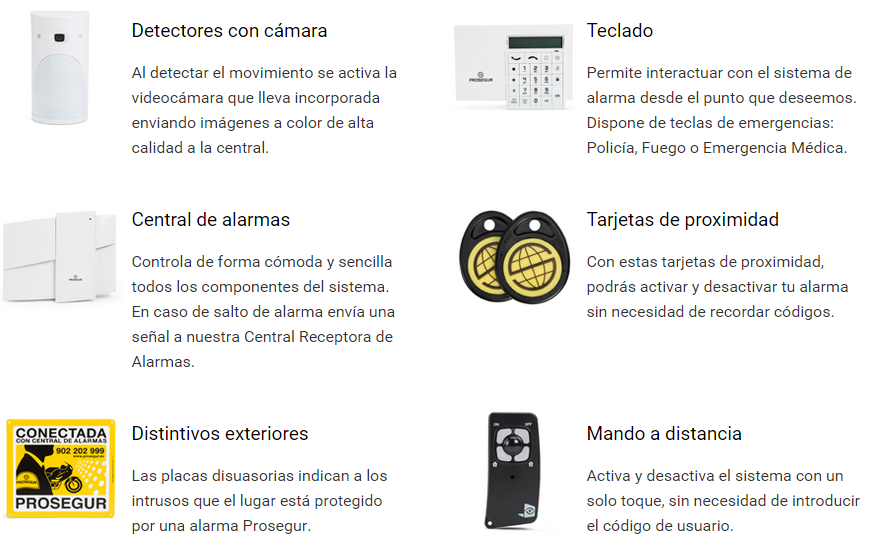 Detectores con cámara
Al detectar el movimiento se activa la
videocámara que lleva incorporada
enviando imágenes a color de alta
calidad a la central.
Teclado
PROSEGUR
Permite interactuar con el sistema de
alarma desde el punto que deseemos.
Dispone de teclas de emergencias:
Policía, Fuego o Emergencia Médica.
Central de alarmas
Controla de forma cómoda y sencilla
todos los componentes del sistema.
En caso de salto de alarma envía una
señal a nuestra Central Receptora de
Alarmas.
Tarjetas de proximidad
Con estas tarjetas de proximidad,
podrás activar y desactivar tu alarma
sin necesidad de recordar códigos.
CONECTADA
CON CENTRAL DE ALARMAS
902 202 999
www.prosegur.es
PROSEGUR
Distintivos exteriores
Las placas disuasorias indican a los
intrusos que el lugar está protegido
por una alarma Prosegur.
ON OFF
Mando a distancia
Activa y desactiva el sistema con un
solo toque, sin necesidad de introducir
el código de usuario.